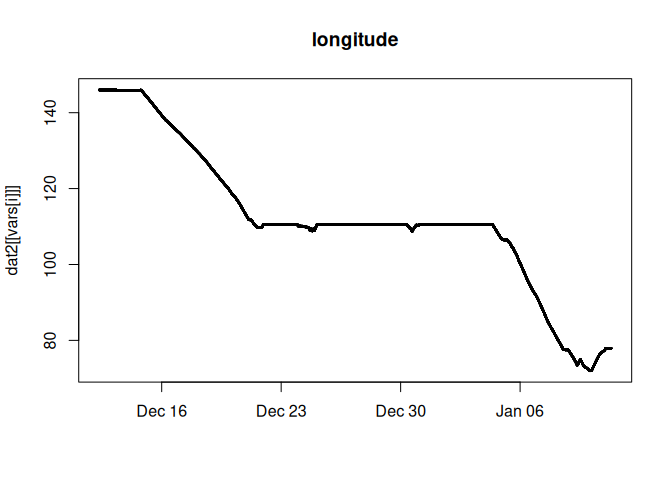 longitude
dat2[[vars[i]]]
140
120
100
80
Dec 16
Dec 23
Dec 30
Jan 06